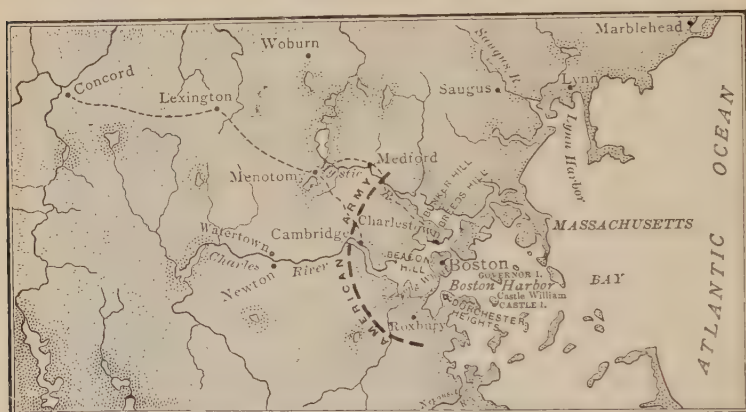 Marblehead
Woburn
Saugus R.
Concord
Lynn
Saugus
Lexington
Lynn Harbor
ATLANTIC OCEAN
Medford
Menotom
Mystic R.
BUNKER HILL
BREEDS HILL
AMERICAN ARMY
Charlestown
MASSACHUSETTS BAY
Watertown
Cambridge
BEACON HILL
Boston
Charles River
GOVERNOR I.
Newton
Boston Harbor
Castle William
CASTLE I.
DORCHESTER HEIGHTS
Roxbury